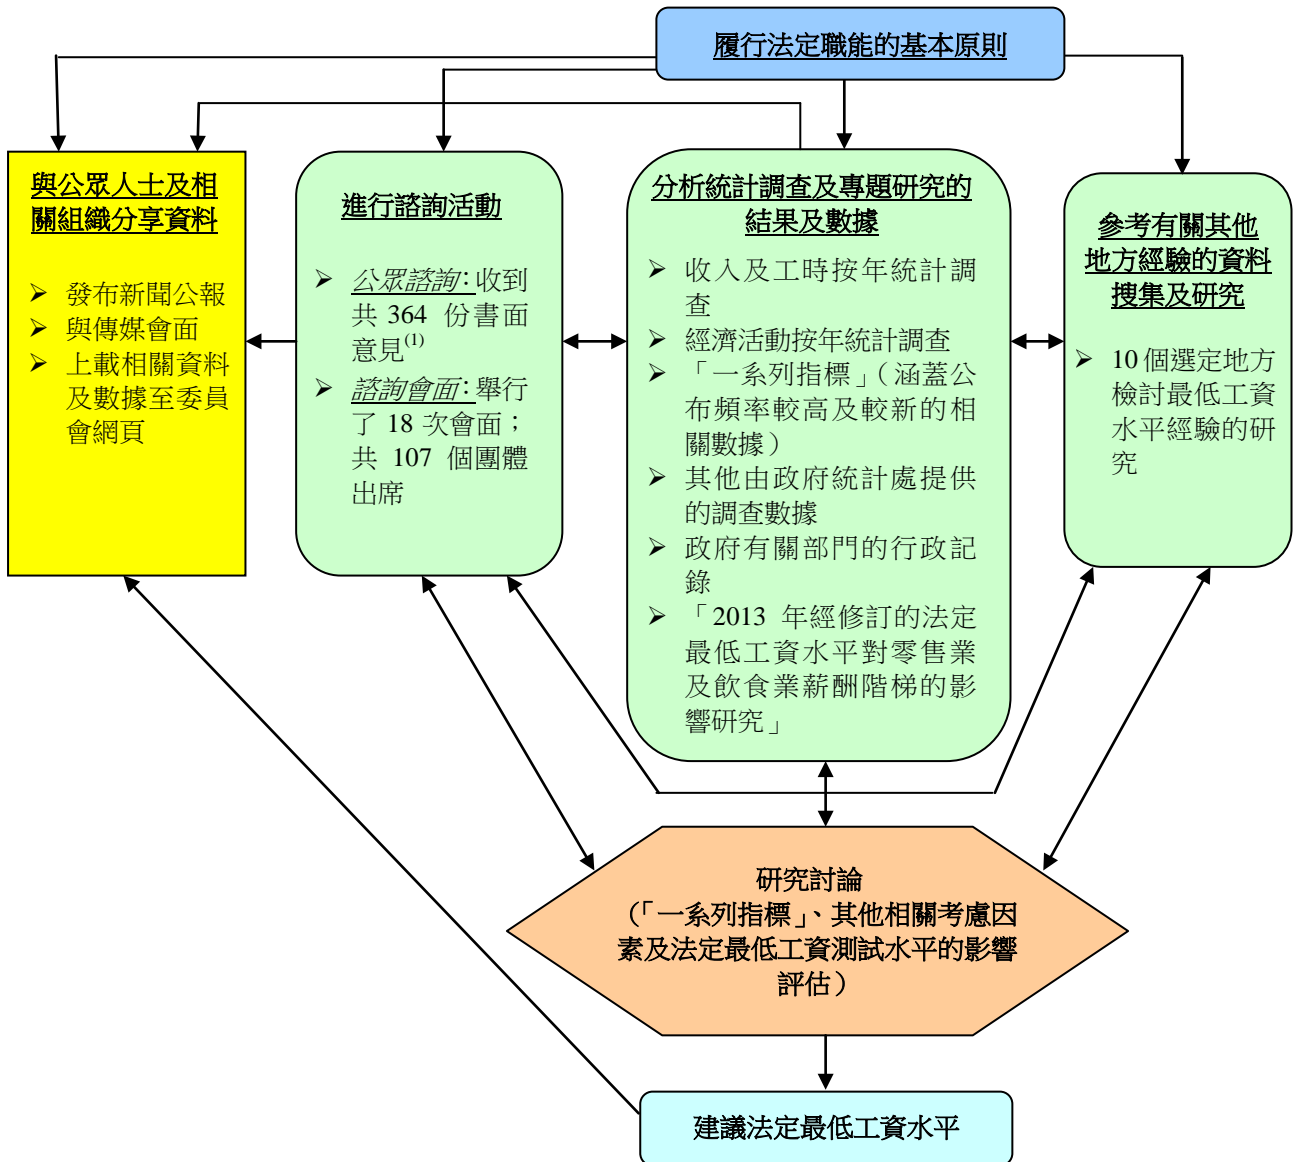 履行法定職能的基本原則
與公眾人士及相
關組織分享資料
➢ 發布新聞公報
➢ 與傳媒會面
➢ 上載相關資料
及數據至委員
會網頁
進行諮詢活動
➢ 公眾諮詢：收到
共 364 份書面
意見(1)
➢ 諮詢會面：舉行
了 18 次會面；
共 107 個團體
出席
分析統計調查及專題研究的
結果及數據
➢ 收入及工時按年統計調
查
➢ 經濟活動按年統計調查
➢ 「一系列指標」（涵蓋公
布頻率較高及較新的相
關數據）
➢ 其他由政府統計處提供
的調查數據
➢ 政府有關部門的行政記
錄
➢ 「2013 年經修訂的法定
最低工資水平對零售業
及飲食業薪酬階梯的影
響研究」
參考有關其他
地方經驗的資料
搜集及研究
➢ 10 個選定地方
檢討最低工資
水平經驗的研
究
研究討論
（「一系列指標」、其他相關考慮因
素及法定最低工資測試水平的影響
評估）
建議法定最低工資水平